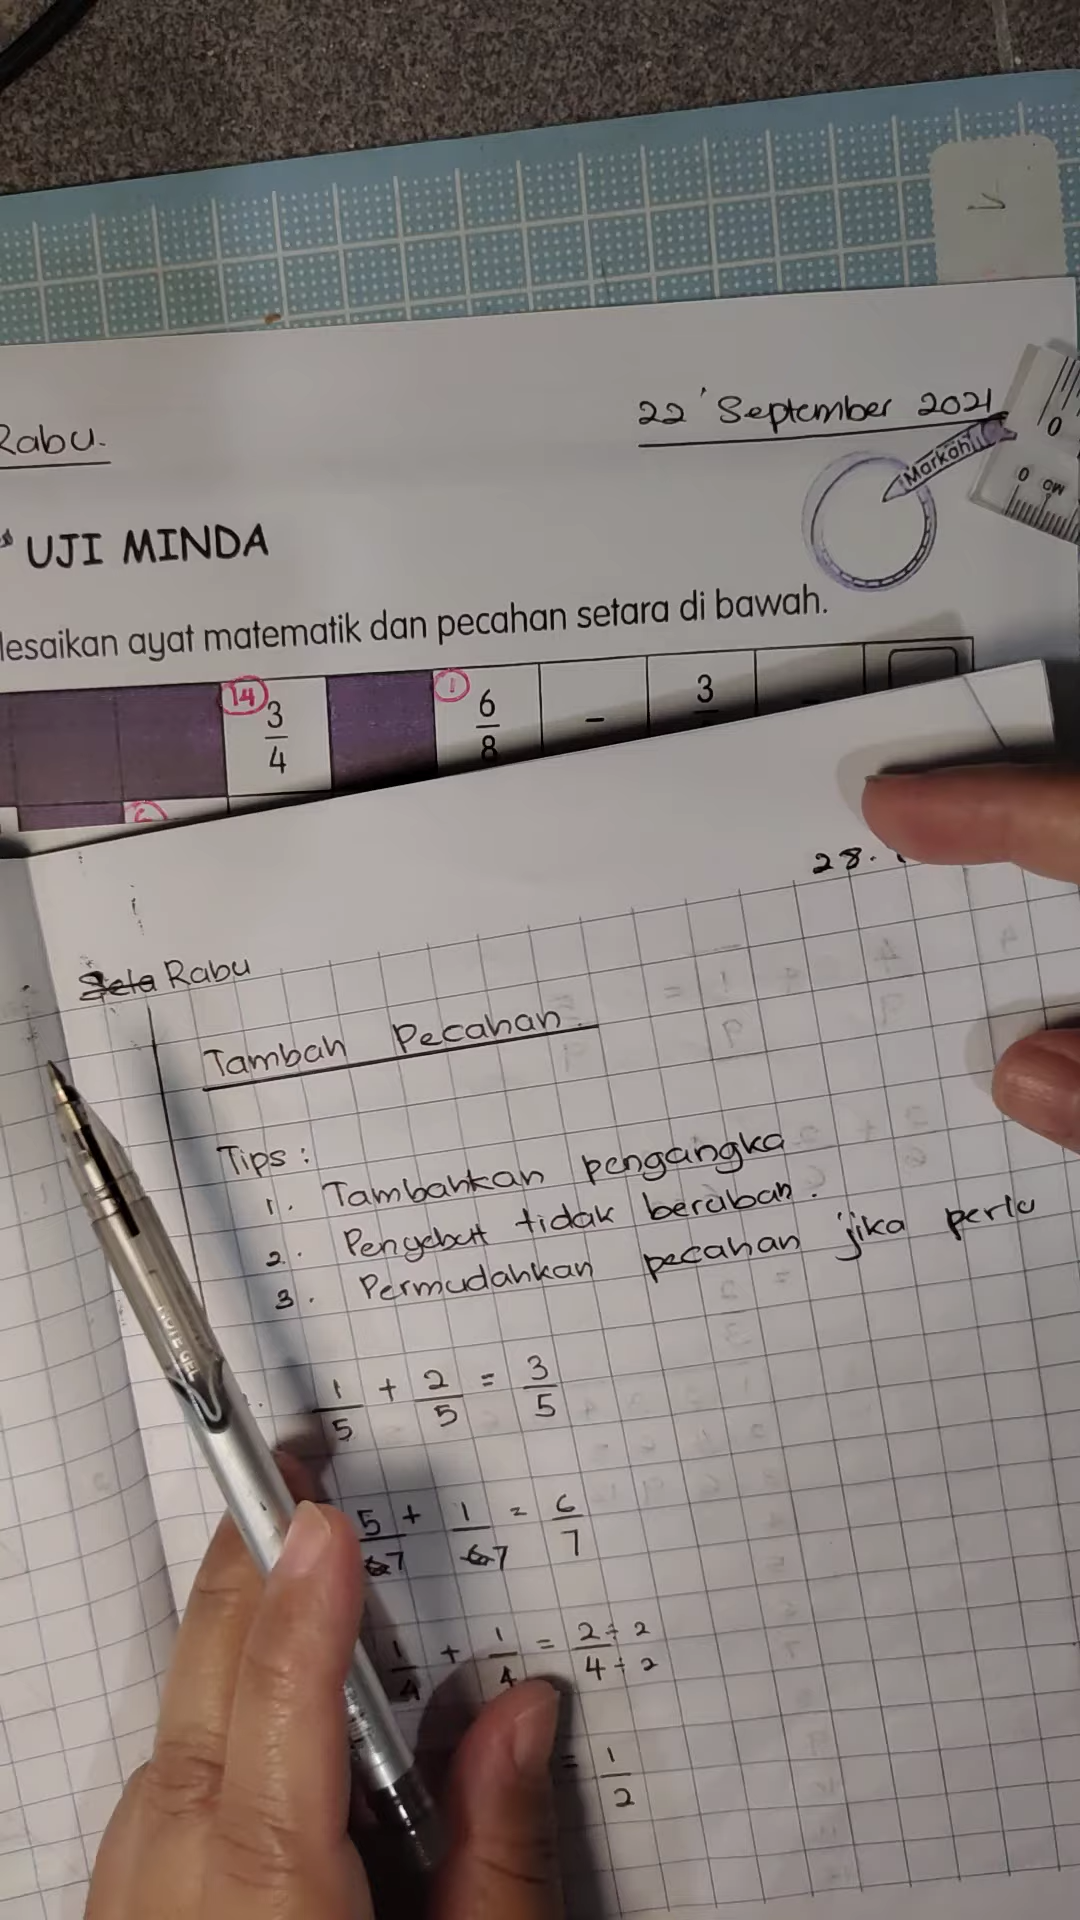 Rabu.
22 September 2021
Markah
0
0 CM
UJI MINDA
lesaikan ayat matematik dan pecahan setara di bawah.
14 3/4 1 6/8 - 3 -
28.
Rabu
Tambah Pecahan.
Tips:
1. Tambahkan pengangka
2. Penyebut tidak berubah.
3. Permudahkan pecahan jika perlu
1/5 + 2/5 = 3/5
5/7 + 1/7 = 6/7
1/4 + 1/4 = 2÷2/4÷2
= 1/2
NOTE GEL